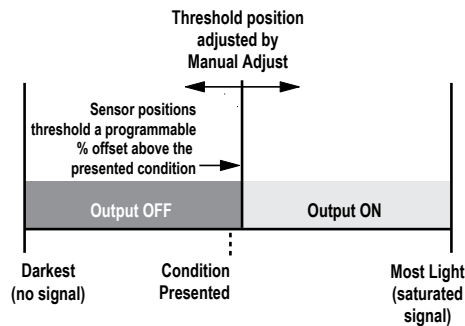 Threshold position
adjusted by
Manual Adjust
Sensor positions
threshold a programmable
% offset above the
presented condition
Output OFF
Output ON
Darkest
(no signal)
Condition
Presented
Most Light
(saturated
signal)